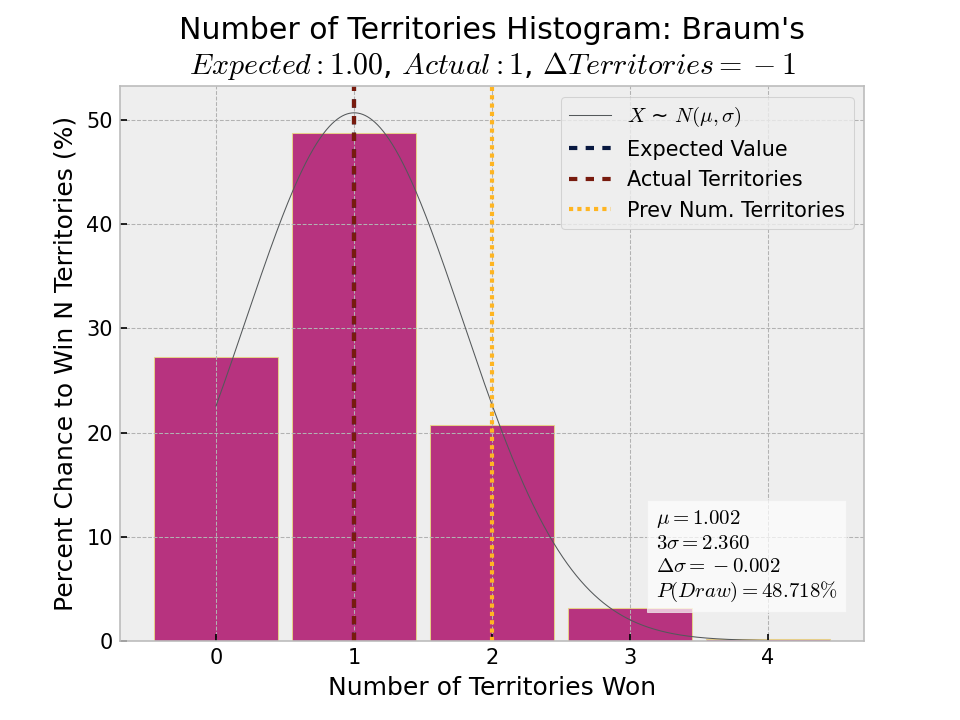 Number of Territories Histogram: Braum's
Expected : 1.00, Actual : 1, ΔTerritories = − 1
Percent Chance to Win N Territories (%)
50
40
30
20
10
0
X ~ N(μ, σ)
Expected Value
Actual Territories
Prev Num. Territories
μ = 1.002
3σ = 2.360
Δσ = − 0.002
P(Draw) = 48.718%
0 1 2 3 4
Number of Territories Won